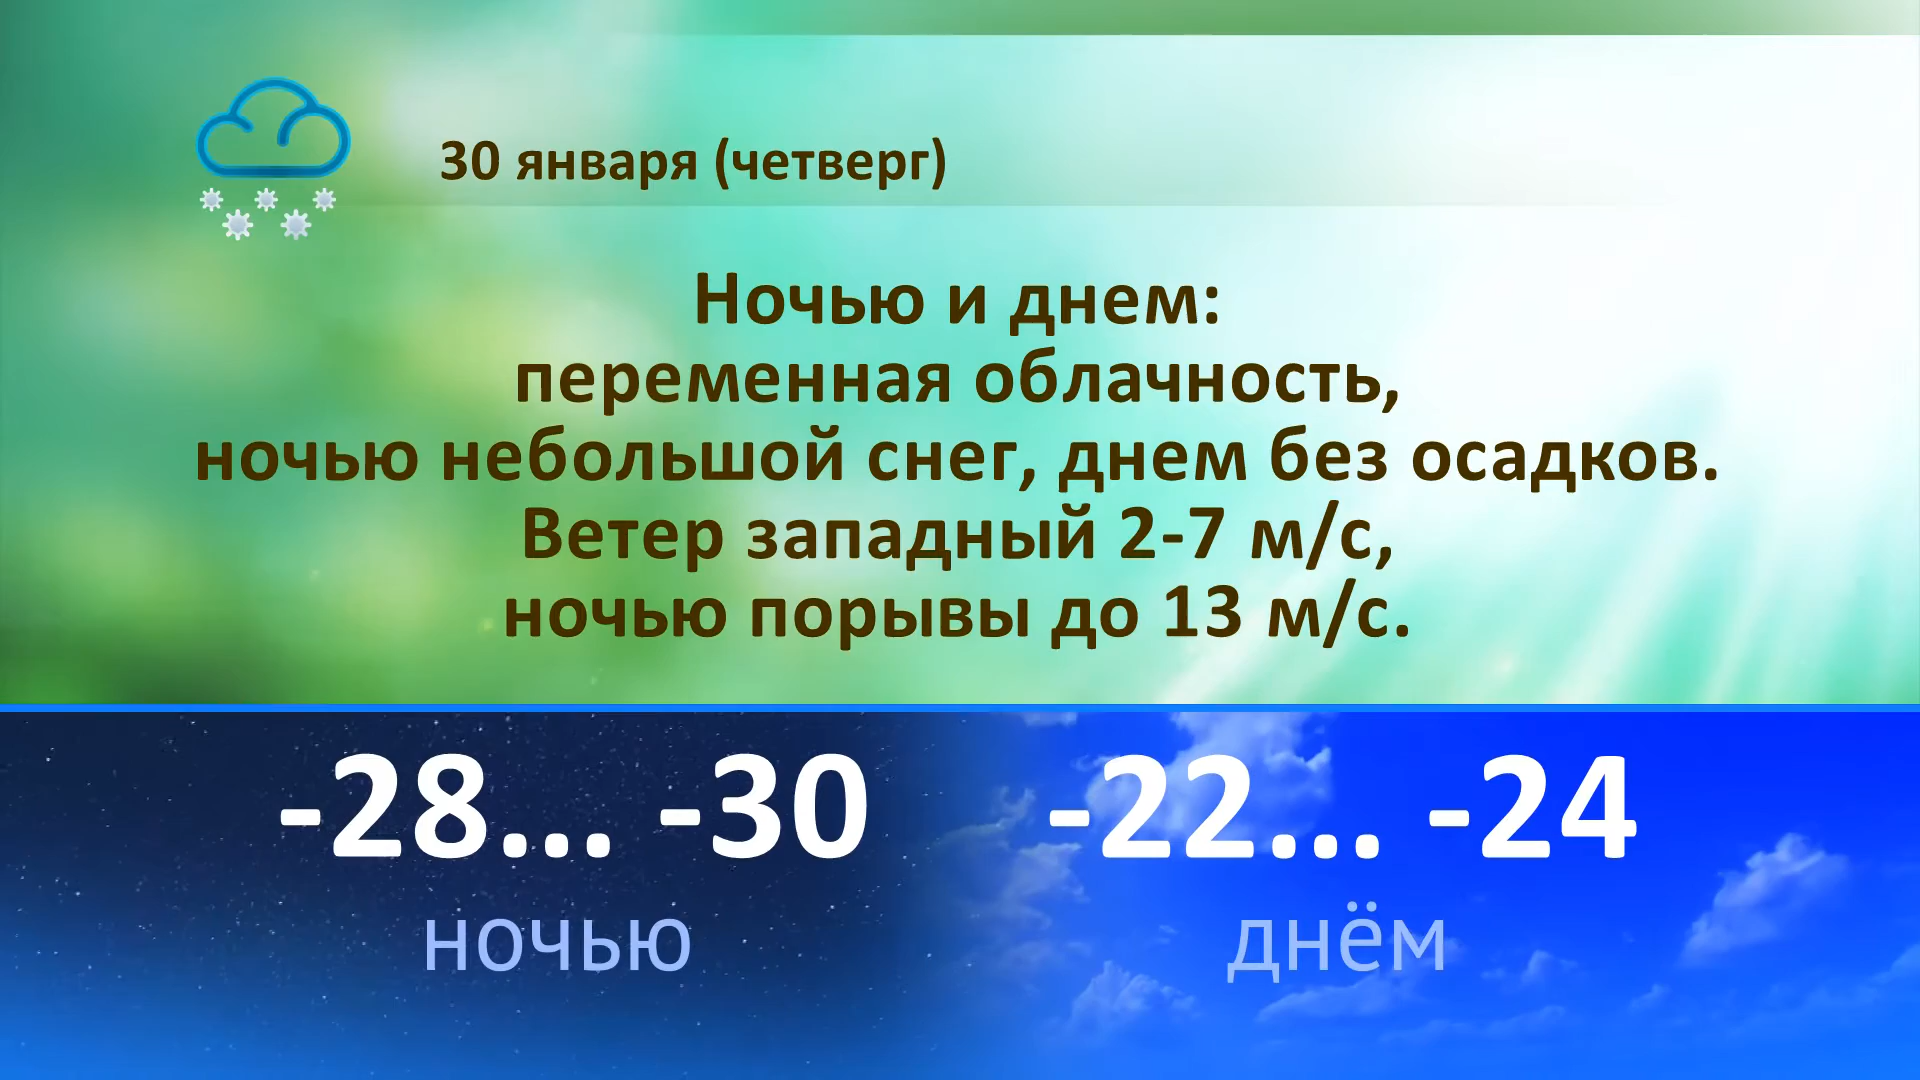 30 января (четверг)
Ночью и днем:
переменная облачность,
ночью небольшой снег, днем без осадков.
Ветер западный 2-7 м/с,
ночью порывы до 13 м/с.
-28... -30
ночью
-22... -24
днём